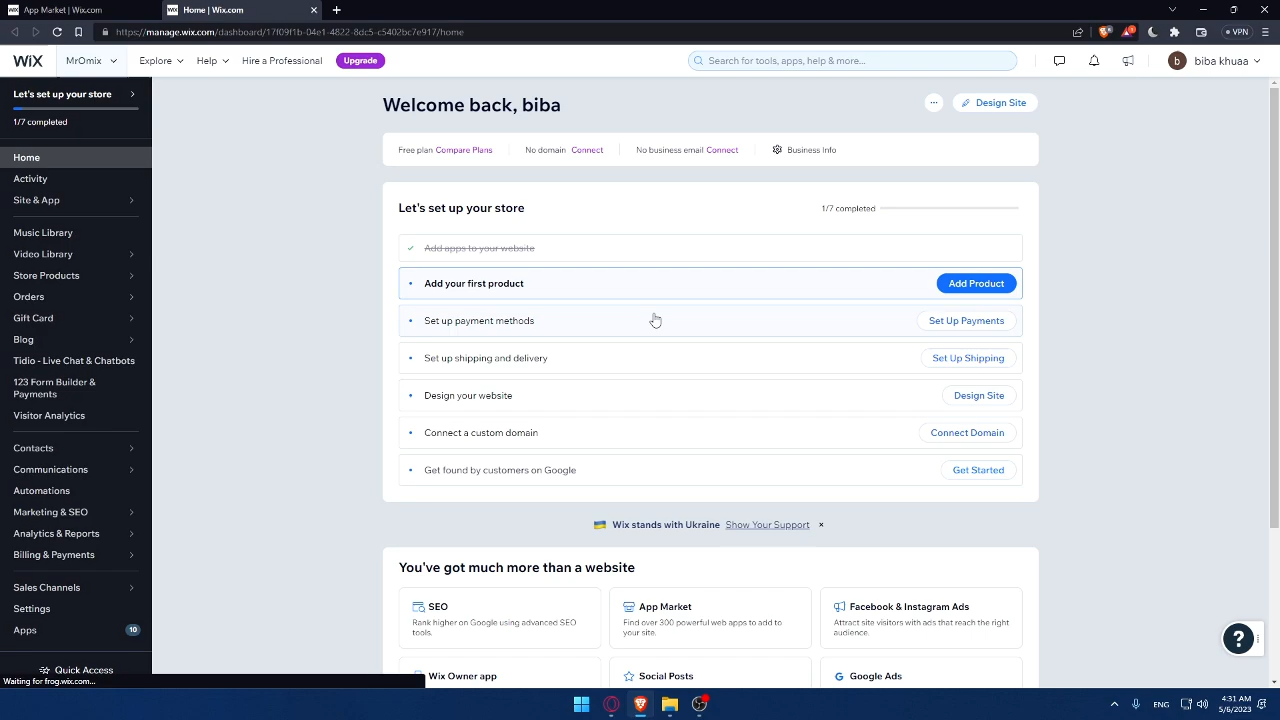 App Market | Wix.com
Home | Wix.com
https://manage.wix.com/dashboard/17f09f1b-04e1-4822-8dc5-c5402bc7e917/home
VPN
WiX
MrOmix
Explore
Help
Hire a Professional
Upgrade
Search for tools, apps, help & more...
b
biba khuaa
Let's set up your store
1/7 completed
Home
Activity
Site & App
Music Library
Video Library
Store Products
Orders
Gift Card
Blog
Tidio - Live Chat & Chatbots
123 Form Builder &
Payments
Visitor Analytics
Contacts
Communications
Automations
Marketing & SEO
Analytics & Reports
Billing & Payments
Sales Channels
Settings
Apps 10
Quick Access
Waiting for frog.wix.com...
Welcome back, biba
Design Site
Free plan Compare Plans
No domain Connect
No business email Connect
Business Info
Let's set up your store
1/7 completed
Add apps to your website
Add your first product
Add Product
Set up payment methods
Set Up Payments
Set up shipping and delivery
Set Up Shipping
Design your website
Design Site
Connect a custom domain
Connect Domain
Get found by customers on Google
Get Started
Wix stands with Ukraine Show Your Support ×
You've got much more than a website
SEO
Rank higher on Google using advanced SEO
tools.
App Market
Find over 300 powerful web apps to add to
your site.
Facebook & Instagram Ads
Attract site visitors with ads that reach the right
audience.
Wix Owner app
Social Posts
Google Ads
?
ENG
4:31 AM
5/6/2023